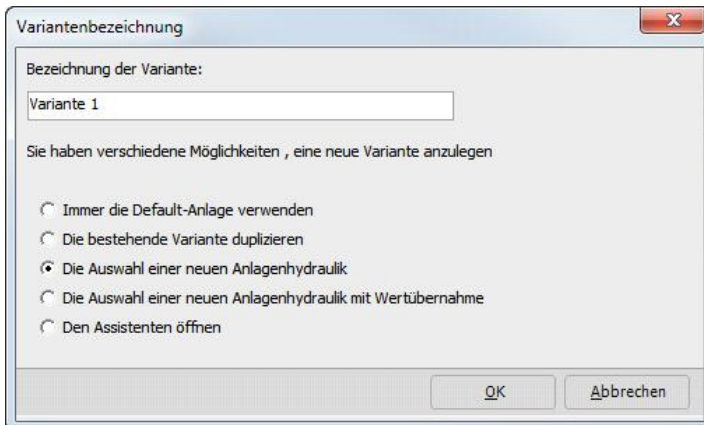 Variantenbezeichnung
Bezeichnung der Variante:
Variante 1
Sie haben verschiedene Möglichkeiten , eine neue Variante anzulegen
Immer die Default-Anlage verwenden
Die bestehende Variante duplizieren
Die Auswahl einer neuen Anlagenhydraulik
Die Auswahl einer neuen Anlagenhydraulik mit Wertübernahme
Den Assistenten öffnen
OK Abbrechen